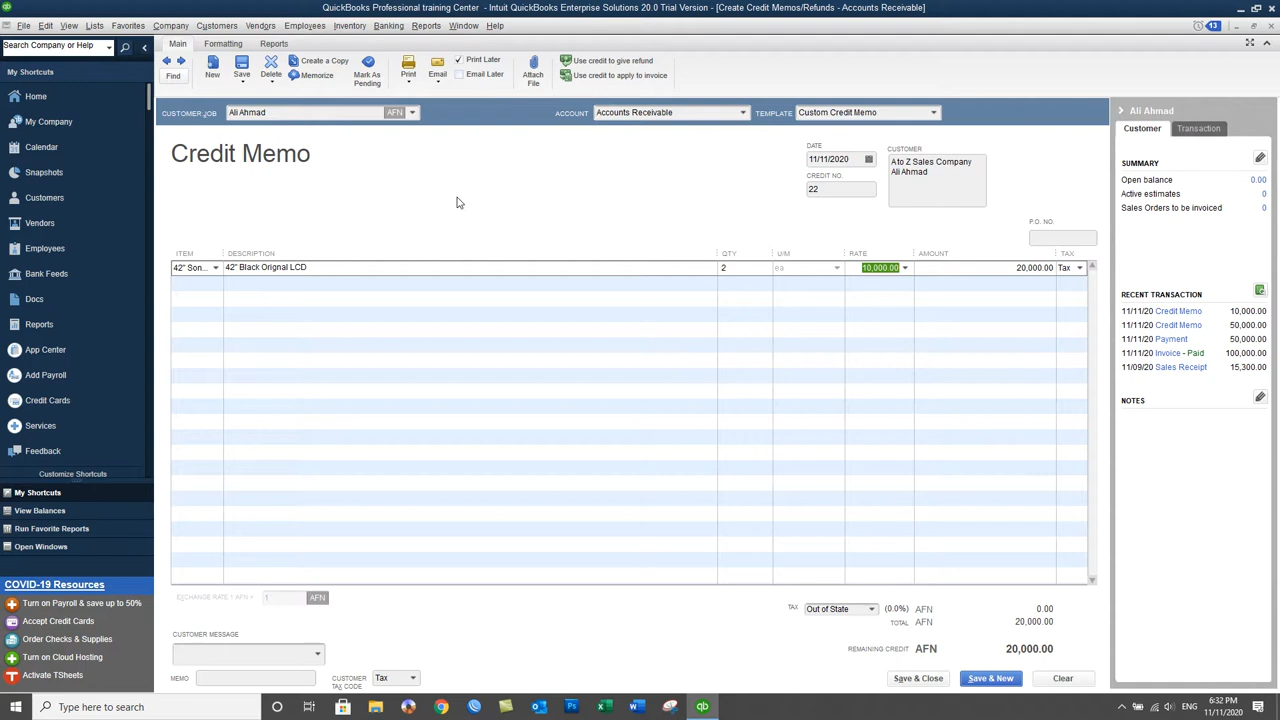 QuickBooks Professional training Center - Intuit QuickBooks Enterprise Solutions 20.0 Trial Version - [Create Credit Memos/Refunds - Accounts Receivable]
File Edit View Lists Favorites Company Customers Vendors Employees Inventory Banking Reports Window Help
13
Search Company or Help
Main Formatting Reports
Find
New
Save
Delete
Create a Copy
Memorize
Mark As
Pending
Print
Email
Print Later
Email Later
Attach
File
Use credit to give refund
Use credit to apply to invoice
My Shortcuts
Home
My Company
Calendar
Snapshots
Customers
Vendors
Employees
Bank Feeds
Docs
Reports
App Center
Add Payroll
Credit Cards
Services
Feedback
Customize Shortcuts
My Shortcuts
View Balances
Run Favorite Reports
Open Windows
COVID-19 Resources
Turn on Payroll & save up to 50%
Accept Credit Cards
Order Checks & Supplies
Turn on Cloud Hosting
Activate TSheets
CUSTOMER:JOB Ali Ahmad AFN
ACCOUNT Accounts Receivable
TEMPLATE Custom Credit Memo
Credit Memo
DATE
11/11/2020
CREDIT NO.
22
CUSTOMER
A to Z Sales Company
Ali Ahmad
P.O. NO.
ITEM DESCRIPTION QTY U/M RATE AMOUNT TAX
42" Son... 42" Black Orignal LCD 2 ea 10,000.00 20,000.00 Tax
EXCHANGE RATE 1 AFN = 1 AFN
TAX Out of State (0.0%) AFN 0.00
TOTAL AFN 20,000.00
CUSTOMER MESSAGE
REMAINING CREDIT AFN 20,000.00
MEMO
CUSTOMER
TAX CODE
Tax
Save & Close Save & New Clear
Ali Ahmad
Customer Transaction
SUMMARY
Open balance 0.00
Active estimates 0
Sales Orders to be invoiced 0
RECENT TRANSACTION
11/11/20 Credit Memo 10,000.00
11/11/20 Credit Memo 50,000.00
11/11/20 Payment 50,000.00
11/11/20 Invoice - Paid 100,000.00
11/09/20 Sales Receipt 15,300.00
NOTES
Type here to search
ENG
6:32 PM
11/11/2020